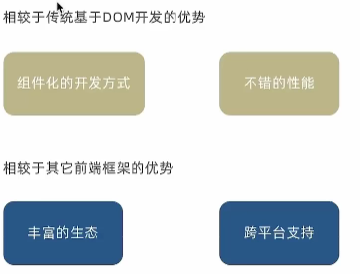 相较于传统基于DOM开发的优势
组件化的开发方式
不错的性能
相较于其它前端框架的优势
丰富的生态
跨平台支持